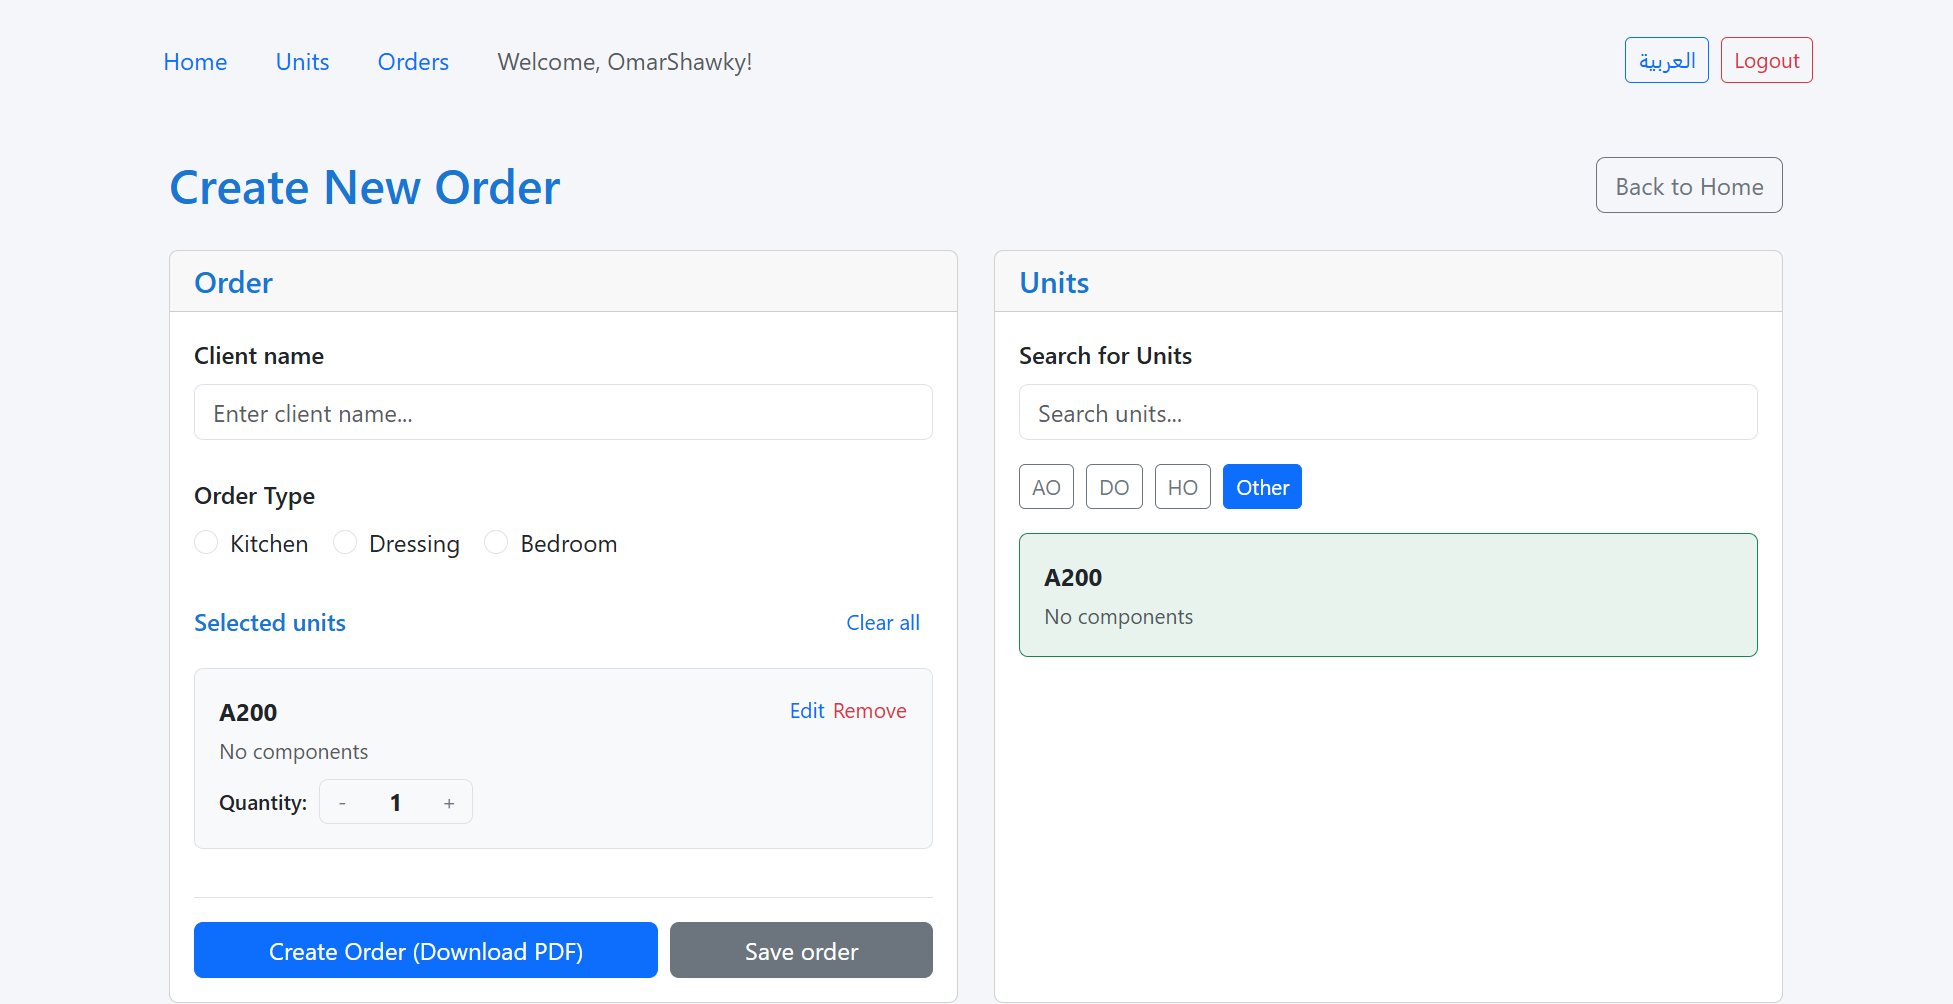 Home Units Orders Welcome, OmarShawky! العربية Logout
Create New Order Back to Home
Order
Client name
Enter client name...
Order Type
Kitchen Dressing Bedroom
Selected units Clear all
A200 Edit Remove
No components
Quantity: - 1 +
Create Order (Download PDF) Save order
Units
Search for Units
Search units...
AO DO HO Other
A200
No components